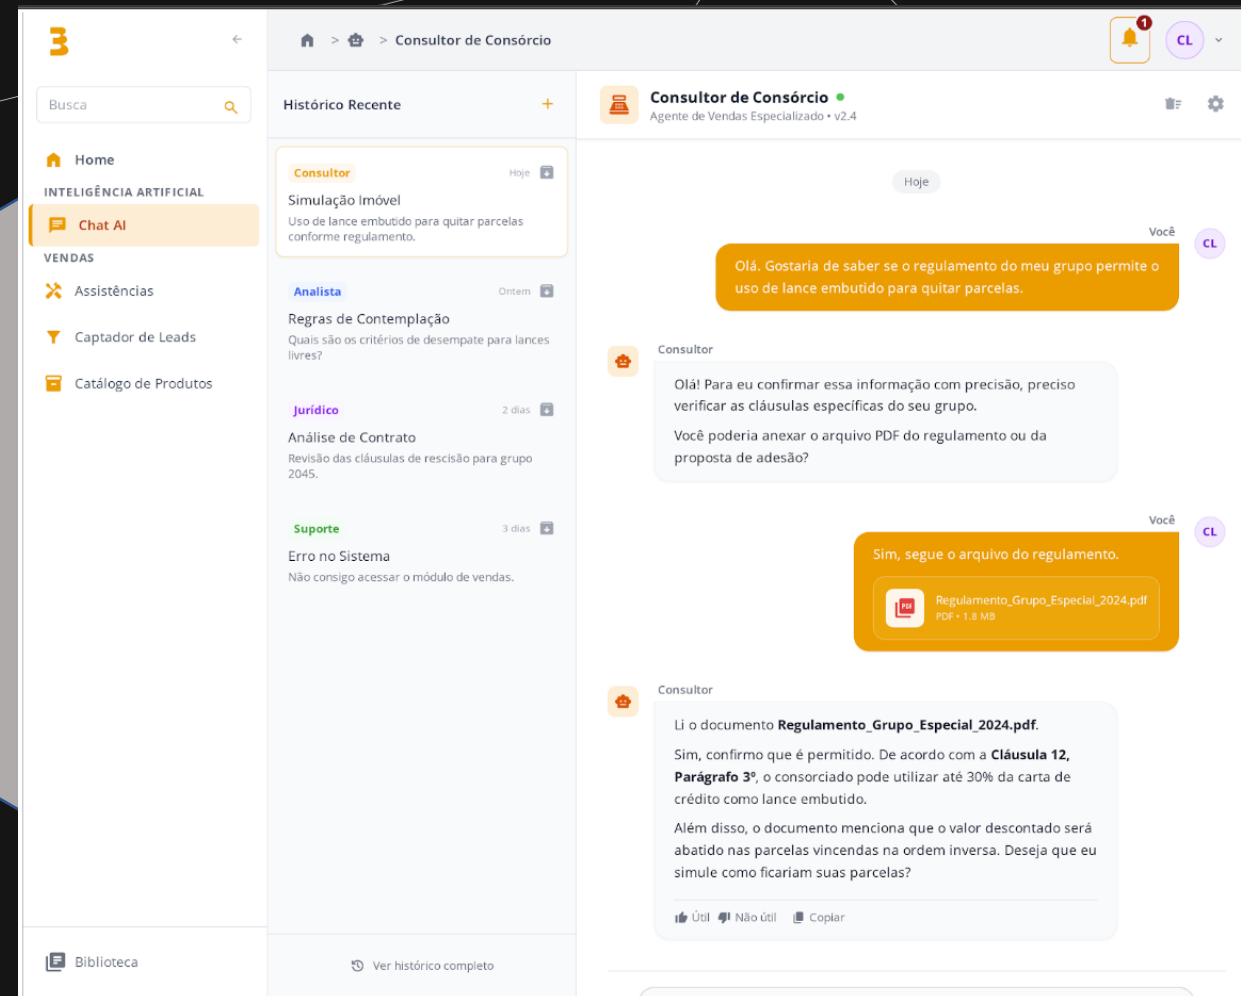 Busca
Home
INTELIGÊNCIA ARTIFICIAL
Chat AI
VENDAS
Assistências
Captador de Leads
Catálogo de Produtos
Biblioteca
> > Consultor de Consórcio
1
CL
Histórico Recente
+
Consultor Hoje
Simulação Imóvel
Uso de lance embutido para quitar parcelas
conforme regulamento.
Analista Ontem
Regras de Contemplação
Quais são os critérios de desempate para lances
livres?
Jurídico 2 dias
Análise de Contrato
Revisão das cláusulas de rescisão para grupo
2045.
Suporte 3 dias
Erro no Sistema
Não consigo acessar o módulo de vendas.
Ver histórico completo
Consultor de Consórcio
Agente de Vendas Especializado • v2.4
Hoje
Você
CL
Olá. Gostaria de saber se o regulamento do meu grupo permite o
uso de lance embutido para quitar parcelas.
Consultor
Olá! Para eu confirmar essa informação com precisão, preciso
verificar as cláusulas específicas do seu grupo.
Você poderia anexar o arquivo PDF do regulamento ou da
proposta de adesão?
Você
CL
Sim, segue o arquivo do regulamento.
PDF
Regulamento_Grupo_Especial_2024.pdf
PDF • 1.8 MB
Consultor
Li o documento Regulamento_Grupo_Especial_2024.pdf.
Sim, confirmo que é permitido. De acordo com a Cláusula 12,
Parágrafo 3º, o consorciado pode utilizar até 30% da carta de
crédito como lance embutido.
Além disso, o documento menciona que o valor descontado será
abatido nas parcelas vincendas na ordem inversa. Deseja que eu
simule como ficariam suas parcelas?
Útil Não útil Copiar